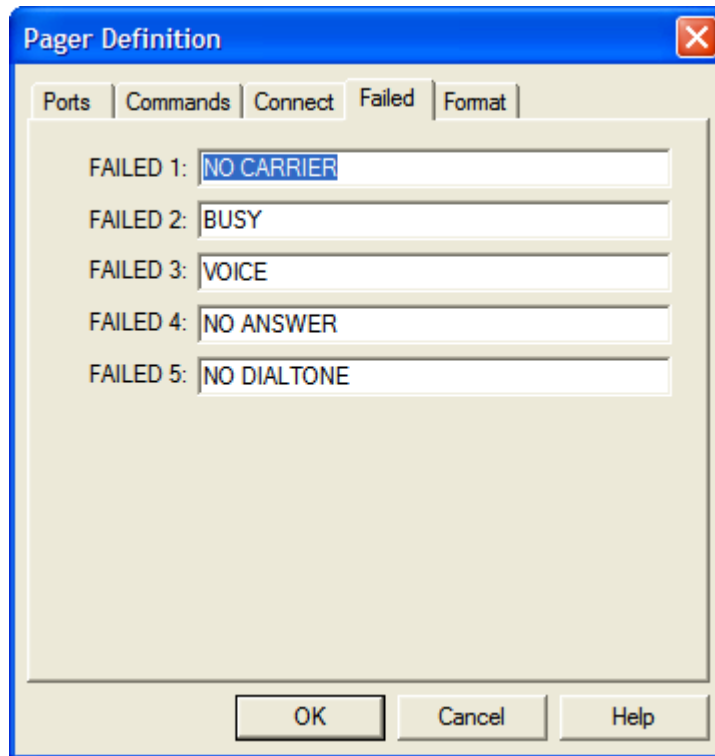 Pager Definition
Ports Commands Connect Failed Format
FAILED 1: NO CARRIER
FAILED 2: BUSY
FAILED 3: VOICE
FAILED 4: NO ANSWER
FAILED 5: NO DIALTONE
OK Cancel Help